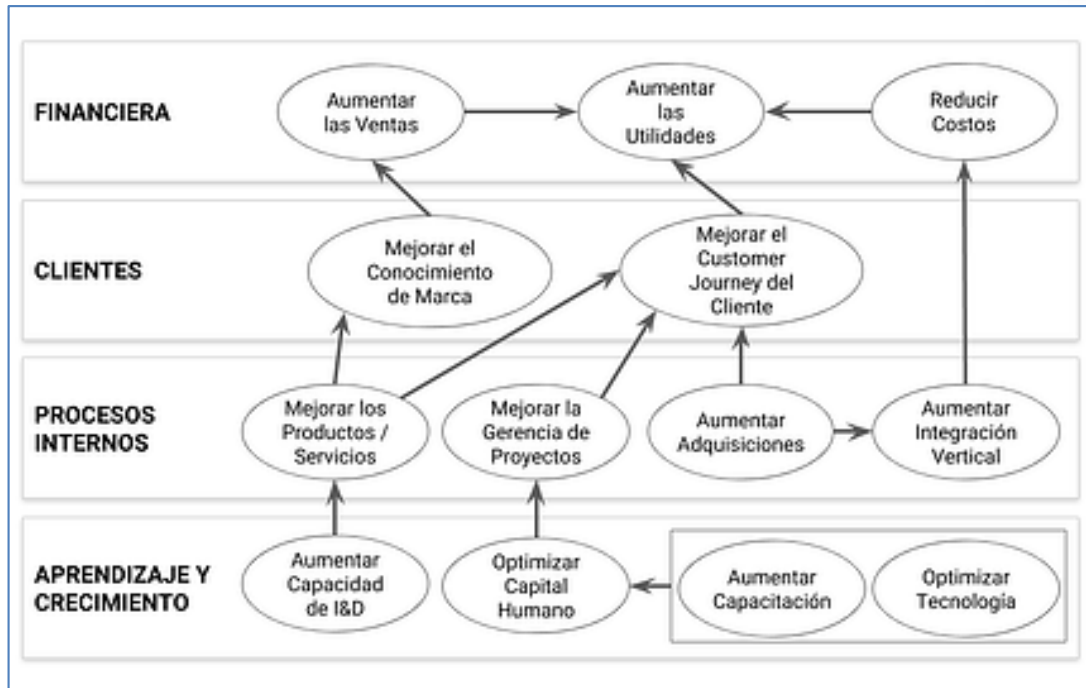 FINANCIERA
Aumentar
las Ventas
Aumentar
las
Utilidades
Reducir
Costos
CLIENTES
Mejorar el
Conocimiento
de Marca
Mejorar el
Customer
Journey del
Cliente
PROCESOS
INTERNOS
Mejorar los
Productos /
Servicios
Mejorar la
Gerencia de
Proyectos
Aumentar
Adquisiciones
Aumentar
Integración
Vertical
APRENDIZAJE Y
CRECIMIENTO
Aumentar
Capacidad
de I&D
Optimizar
Capital
Humano
Aumentar
Capacitación
Optimizar
Tecnología